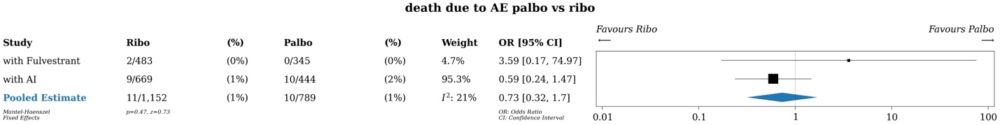 death due to AE palbo vs ribo
Favours Ribo Favours Palbo
← →
Study Ribo (%) Palbo (%) Weight OR [95% CI]
with Fulvestrant 2/483 (0%) 0/345 (0%) 4.7% 3.59 [0.17, 74.97]
with AI 9/669 (1%) 10/444 (2%) 95.3% 0.59 [0.24, 1.47]
Pooled Estimate 11/1,152 (1%) 10/789 (1%) I²: 21% 0.73 [0.32, 1.7]
Mantel-Haenszel p=0.47, z=0.73 OR: Odds Ratio
Fixed Effects CI: Confidence Interval
0.01 0.1 1 10 100